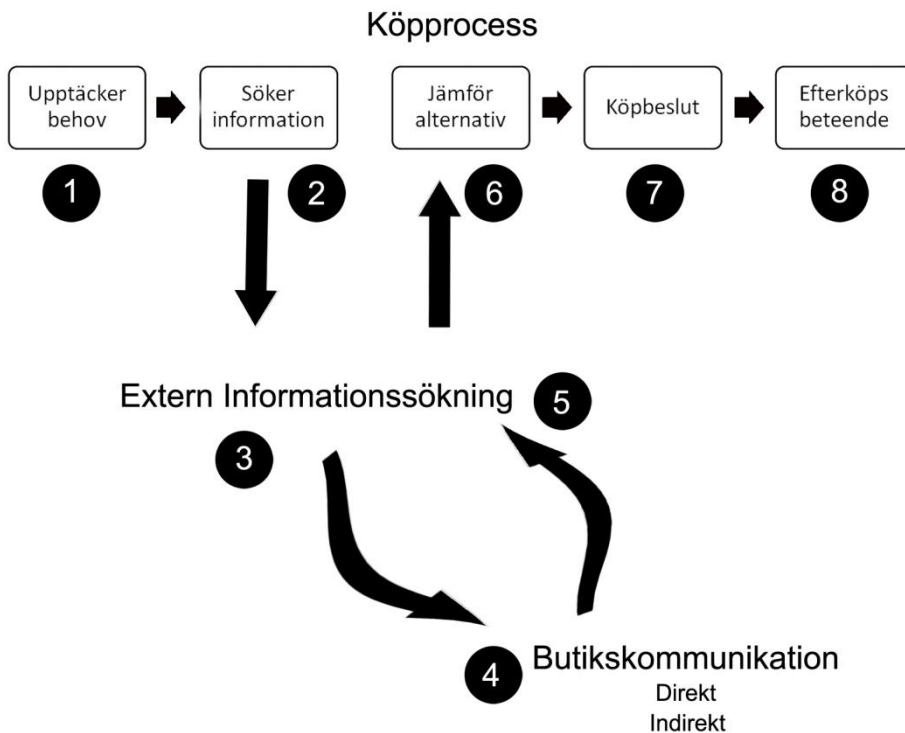 Köpprocess
Upptäcker
behov
Söker
information
Jämför
alternativ
Köpbeslut
Efterköps
beteende
1
2
6
7
8
Extern Informationssökning
5
3
4
Butikskommunikation
Direkt
Indirekt